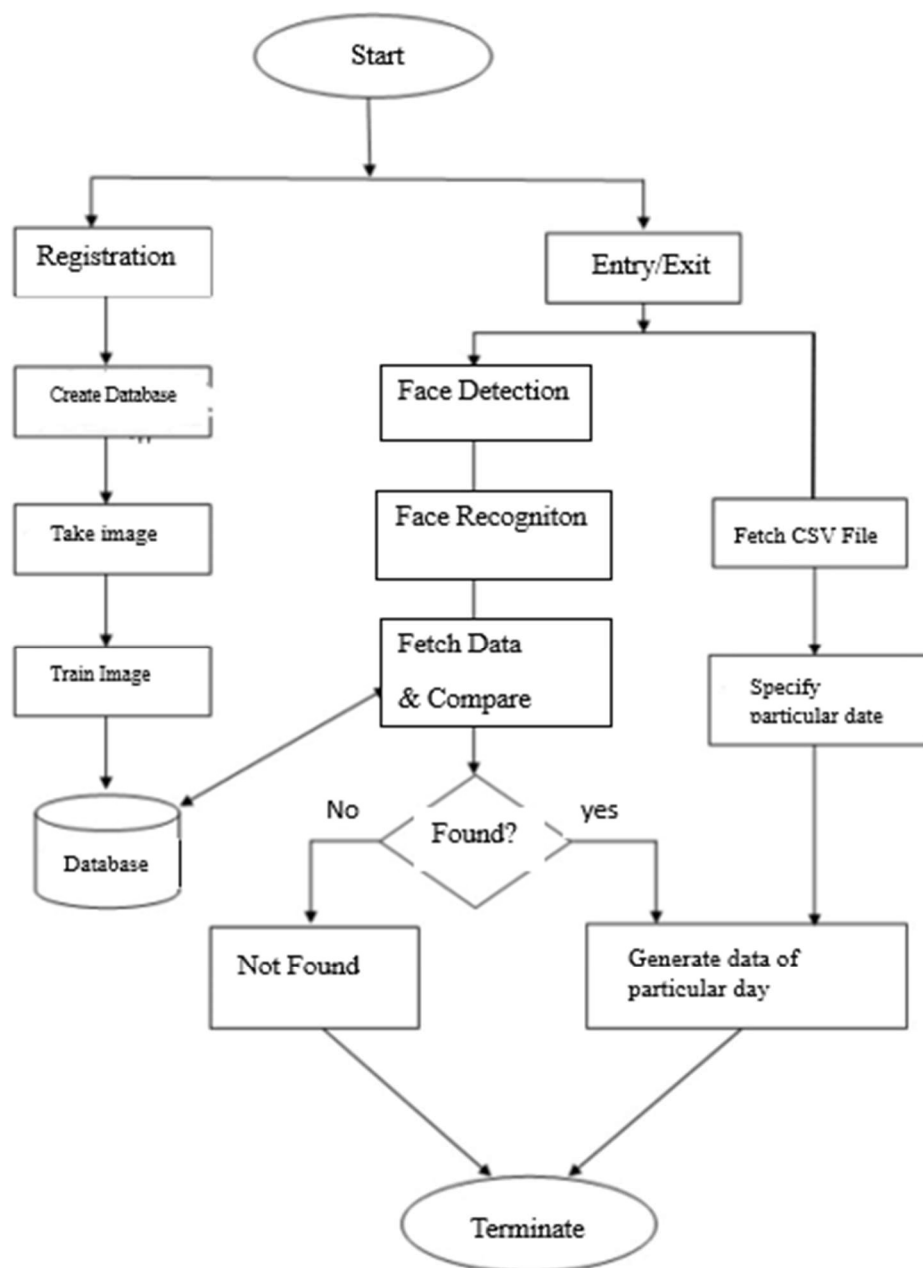 Start
Registration
Entry/Exit
Create Database
Face Detection
Take image
Face Recogniton
Fetch CSV File
Train Image
Fetch Data
& Compare
Specify
particular date
No
yes
Found?
Database
Not Found
Generate data of
particular day
Terminate